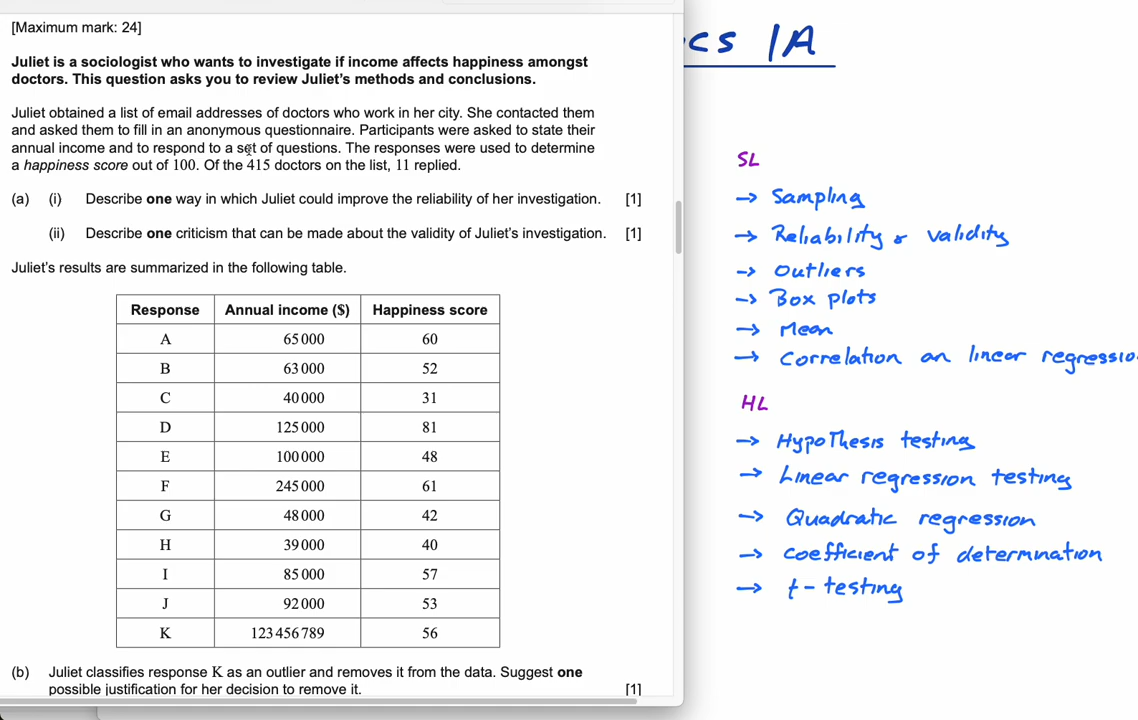 [Maximum mark: 24]
Juliet is a sociologist who wants to investigate if income affects happiness amongst
doctors. This question asks you to review Juliet's methods and conclusions.
Juliet obtained a list of email addresses of doctors who work in her city. She contacted them
and asked them to fill in an anonymous questionnaire. Participants were asked to state their
annual income and to respond to a set of questions. The responses were used to determine
a happiness score out of 100. Of the 415 doctors on the list, 11 replied.
(a) (i) Describe one way in which Juliet could improve the reliability of her investigation. [1]
(ii) Describe one criticism that can be made about the validity of Juliet's investigation. [1]
Juliet's results are summarized in the following table.
Response Annual income ($) Happiness score
A 65 000 60
B 63 000 52
C 40 000 31
D 125 000 81
E 100 000 48
F 245 000 61
G 48 000 42
H 39 000 40
I 85 000 57
J 92 000 53
K 123 456 789 56
(b) Juliet classifies response K as an outlier and removes it from the data. Suggest one
possible justification for her decision to remove it. [1]
cs IA
SL
→ Sampling
→ Reliability & validity
→ Outliers
→ Box plots
→ Mean
→ Correlation an linear regressio
HL
→ Hypothesis testing
→ Linear regression testing
→ Quadratic regression
→ coefficient of determination
→ t-testing